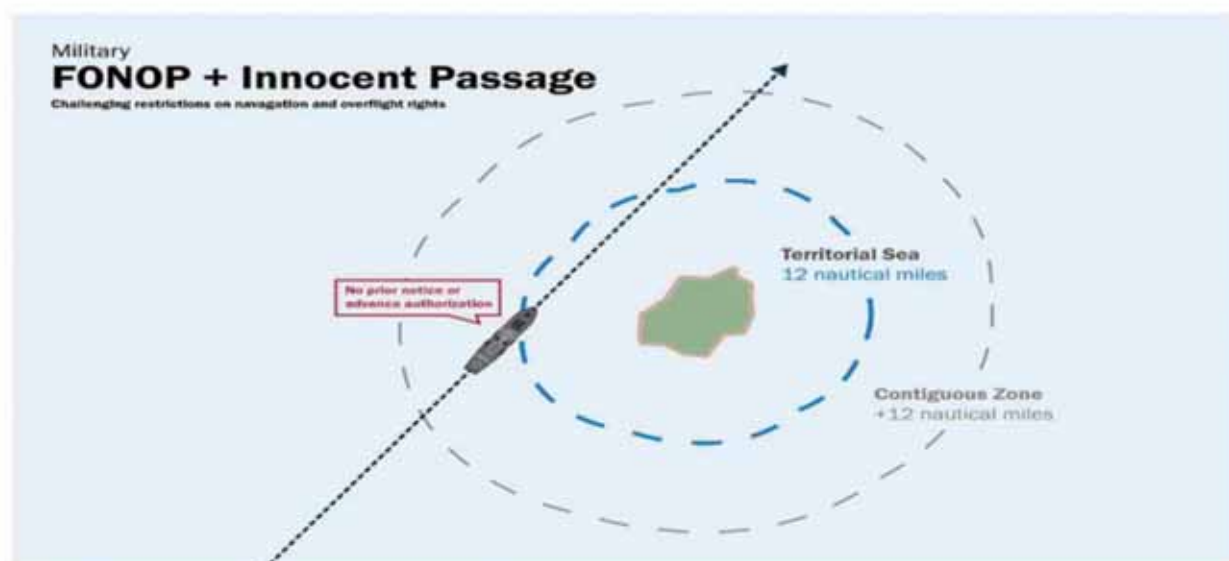 Military
FONOP + Innocent Passage
Challenging restrictions on navagation and overflight rights
No prior notice or
advance authorization
Territorial Sea
12 nautical miles
Contiguous Zone
+12 nautical miles